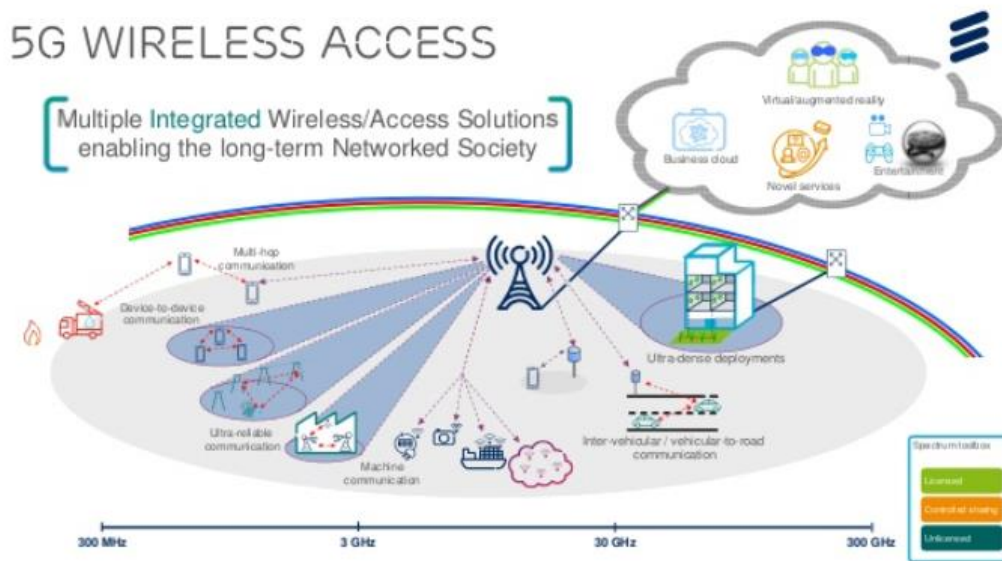 5G WIRELESS ACCESS
Multiple Integrated Wireless/Access Solutions
enabling the long-term Networked Society
Virtual/augmented reality
Business cloud
Novel services
Entertainment
Multi-hop
communication
Device-to-device
communication
Ultra-reliable
communication
Machine
communication
Ultra-dense deployments
Inter-vehicular / vehicular-to-road
communication
Spectrum toolbox
Licensed
Controlled sharing
Unlicensed
300 MHz
3 GHz
30 GHz
300 GHz